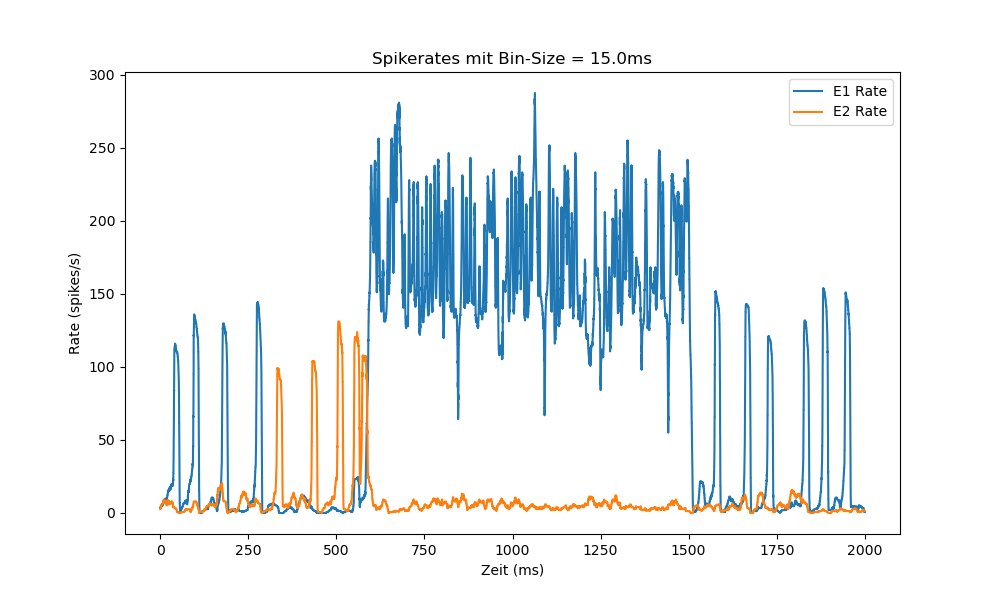 Spikerates mit Bin-Size = 15.0ms
300
250
200
150
100
50
0
Rate (spikes/s)
E1 Rate
E2 Rate
0 250 500 750 1000 1250 1500 1750 2000
Zeit (ms)